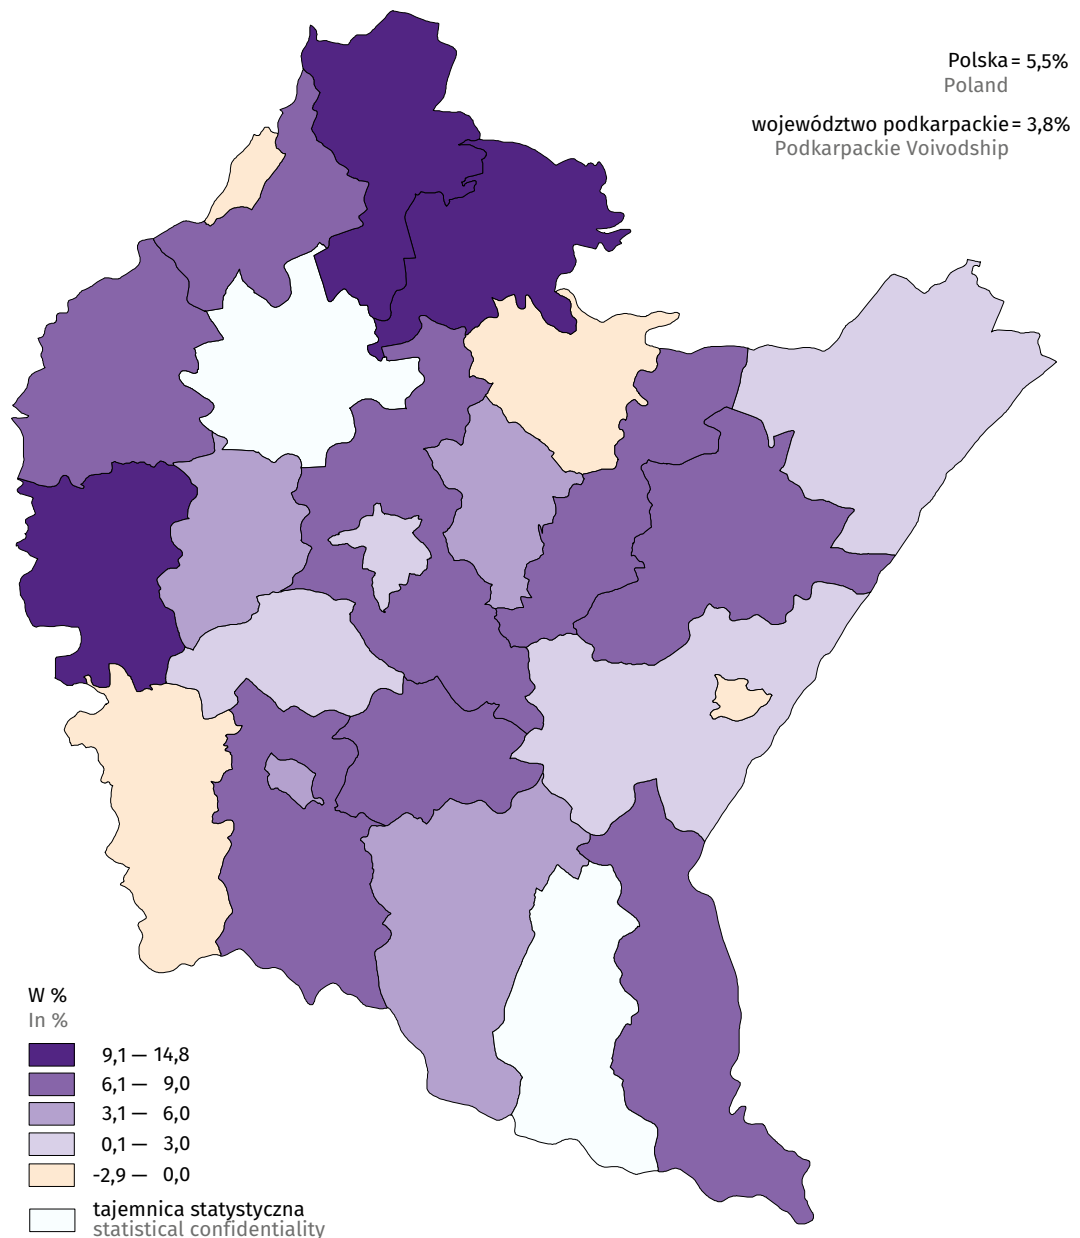 Polska = 5,5%
Poland
województwo podkarpackie = 3,8%
Podkarpackie Voivodship
W %
In %
9,1 — 14,8
6,1 — 9,0
3,1 — 6,0
0,1 — 3,0
-2,9 — 0,0
tajemnica statystyczna
statistical confidentiality